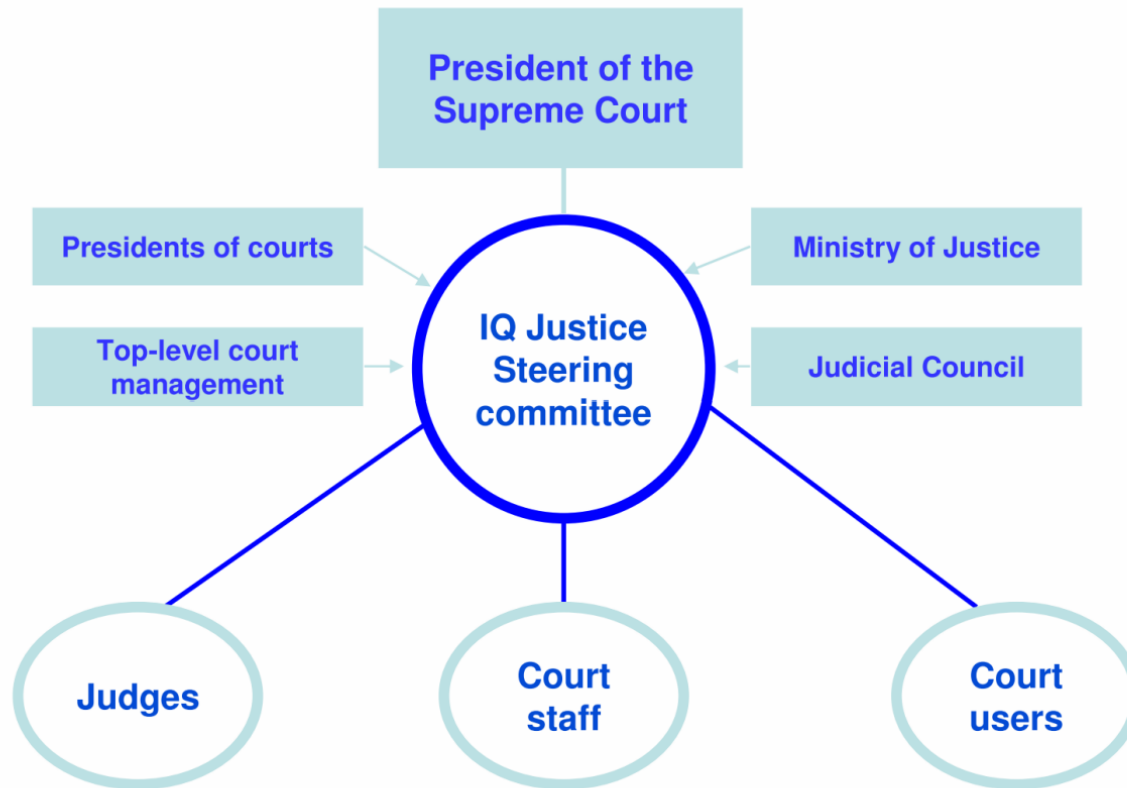 President of the
Supreme Court
Presidents of courts
Ministry of Justice
IQ Justice
Steering
committee
Top-level court
management
Judicial Council
Judges
Court
staff
Court
users